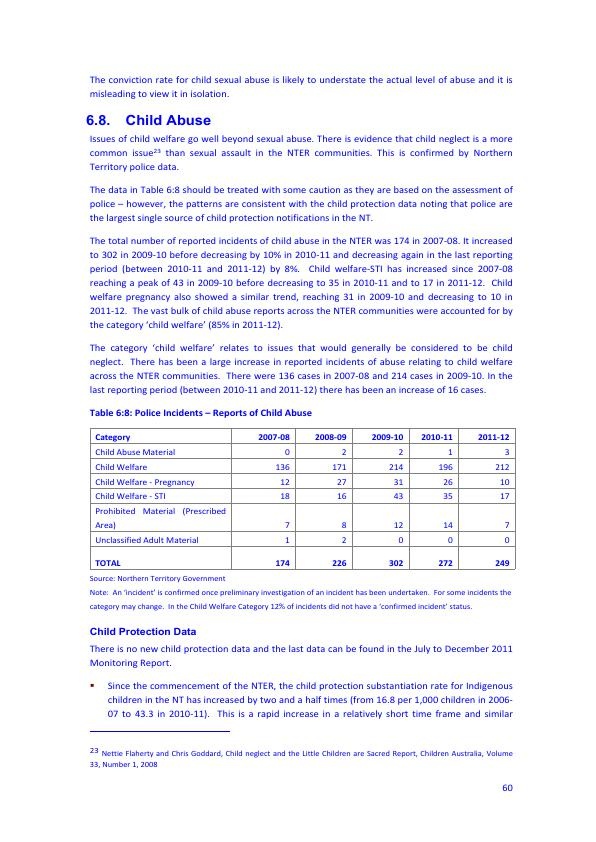 The conviction rate for child sexual abuse is likely to understate the actual level of abuse and it is
misleading to view it in isolation.
6.8. Child Abuse
Issues of child welfare go well beyond sexual abuse. There is evidence that child neglect is a more
common issue²³ than sexual assault in the NTER communities. This is confirmed by Northern
Territory police data.
The data in Table 6:8 should be treated with some caution as they are based on the assessment of
police – however, the patterns are consistent with the child protection data noting that police are
the largest single source of child protection notifications in the NT.
The total number of reported incidents of child abuse in the NTER was 174 in 2007-08. It increased
to 302 in 2009-10 before decreasing by 10% in 2010-11 and decreasing again in the last reporting
period (between 2010-11 and 2011-12) by 8%. Child welfare-STI has increased since 2007-08
reaching a peak of 43 in 2009-10 before decreasing to 35 in 2010-11 and to 17 in 2011-12. Child
welfare pregnancy also showed a similar trend, reaching 31 in 2009-10 and decreasing to 10 in
2011-12. The vast bulk of child abuse reports across the NTER communities were accounted for by
the category 'child welfare' (85% in 2011-12).
The category 'child welfare' relates to issues that would generally be considered to be child
neglect. There has been a large increase in reported incidents of abuse relating to child welfare
across the NTER communities. There were 136 cases in 2007-08 and 214 cases in 2009-10. In the
last reporting period (between 2010-11 and 2011-12) there has been an increase of 16 cases.
Table 6:8: Police Incidents – Reports of Child Abuse
Category 2007-08 2008-09 2009-10 2010-11 2011-12
Child Abuse Material 0 2 2 1 3
Child Welfare 136 171 214 196 212
Child Welfare - Pregnancy 12 27 31 26 10
Child Welfare - STI 18 16 43 35 17
Prohibited Material (Prescribed
Area) 7 8 12 14 7
Unclassified Adult Material 1 2 0 0 0
TOTAL 174 226 302 272 249
Source: Northern Territory Government
Note: An 'incident' is confirmed once preliminary investigation of an incident has been undertaken. For some incidents the
category may change. In the Child Welfare Category 12% of incidents did not have a 'confirmed incident' status.
Child Protection Data
There is no new child protection data and the last data can be found in the July to December 2011
Monitoring Report.
▪ Since the commencement of the NTER, the child protection substantiation rate for Indigenous
children in the NT has increased by two and a half times (from 16.8 per 1,000 children in 2006-
07 to 43.3 in 2010-11). This is a rapid increase in a relatively short time frame and similar
23 Nettie Flaherty and Chris Goddard, Child neglect and the Little Children are Sacred Report, Children Australia, Volume
33, Number 1, 2008
60